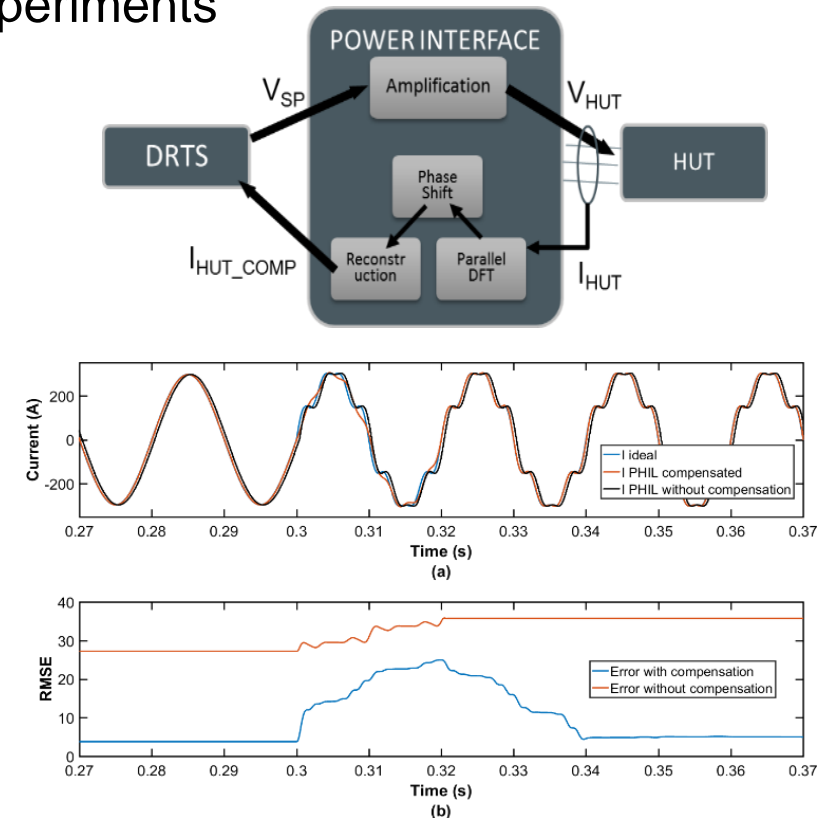 periments
POWER INTERFACE
Amplification
V_SP
V_HUT
DRTS
HUT
Phase
Shift
I_HUT_COMP
Reconstr
uction
Parallel
DFT
I_HUT
Current (A)
200
0
-200
I ideal
I PHIL compensated
I PHIL without compensation
0.27 0.28 0.29 0.3 0.31 0.32 0.33 0.34 0.35 0.36 0.37
Time (s)
(a)
RMSE
40
30
20
10
0
Error with compensation
Error without compensation
0.27 0.28 0.29 0.3 0.31 0.32 0.33 0.34 0.35 0.36 0.37
Time (s)
(b)